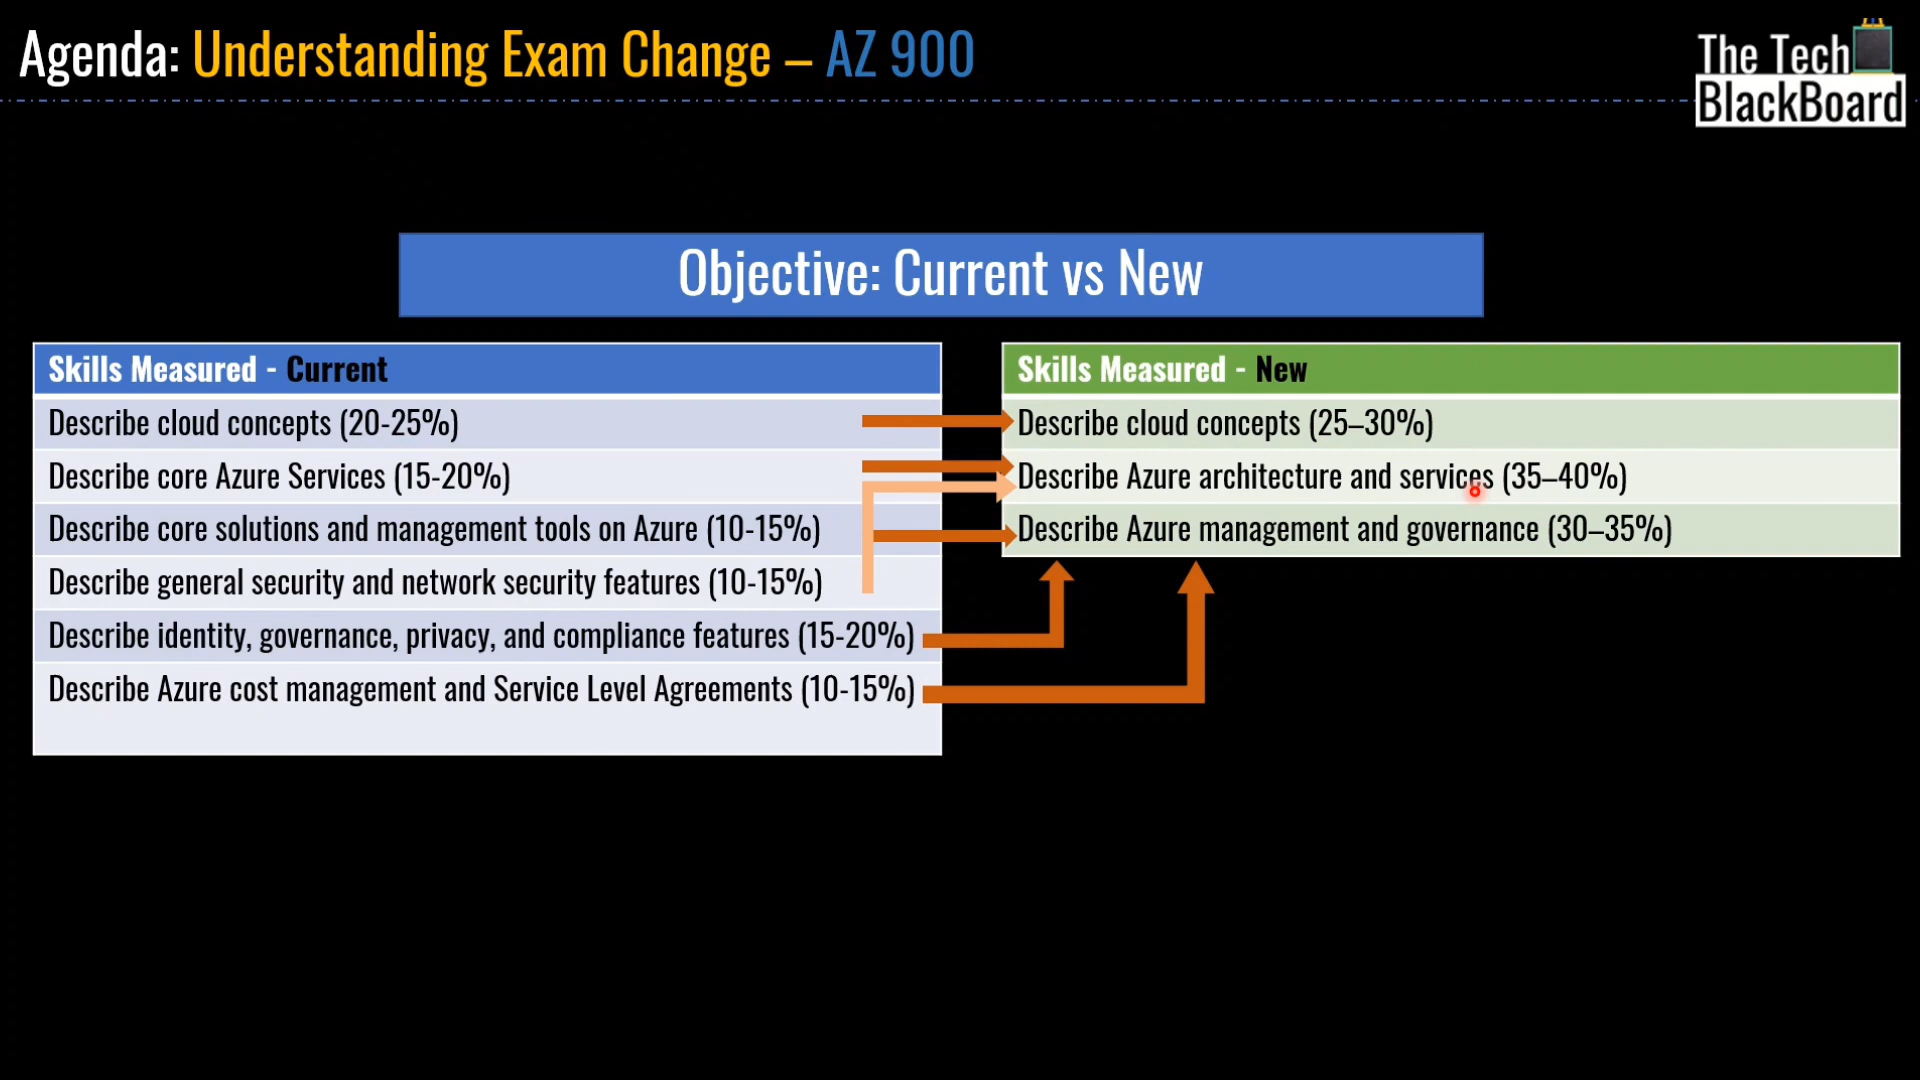 Agenda: Understanding Exam Change – AZ 900
The Tech
BlackBoard
Objective: Current vs New
Skills Measured - Current
Describe cloud concepts (20-25%)
Describe core Azure Services (15-20%)
Describe core solutions and management tools on Azure (10-15%)
Describe general security and network security features (10-15%)
Describe identity, governance, privacy, and compliance features (15-20%)
Describe Azure cost management and Service Level Agreements (10-15%)
Skills Measured - New
Describe cloud concepts (25–30%)
Describe Azure architecture and services (35–40%)
Describe Azure management and governance (30–35%)